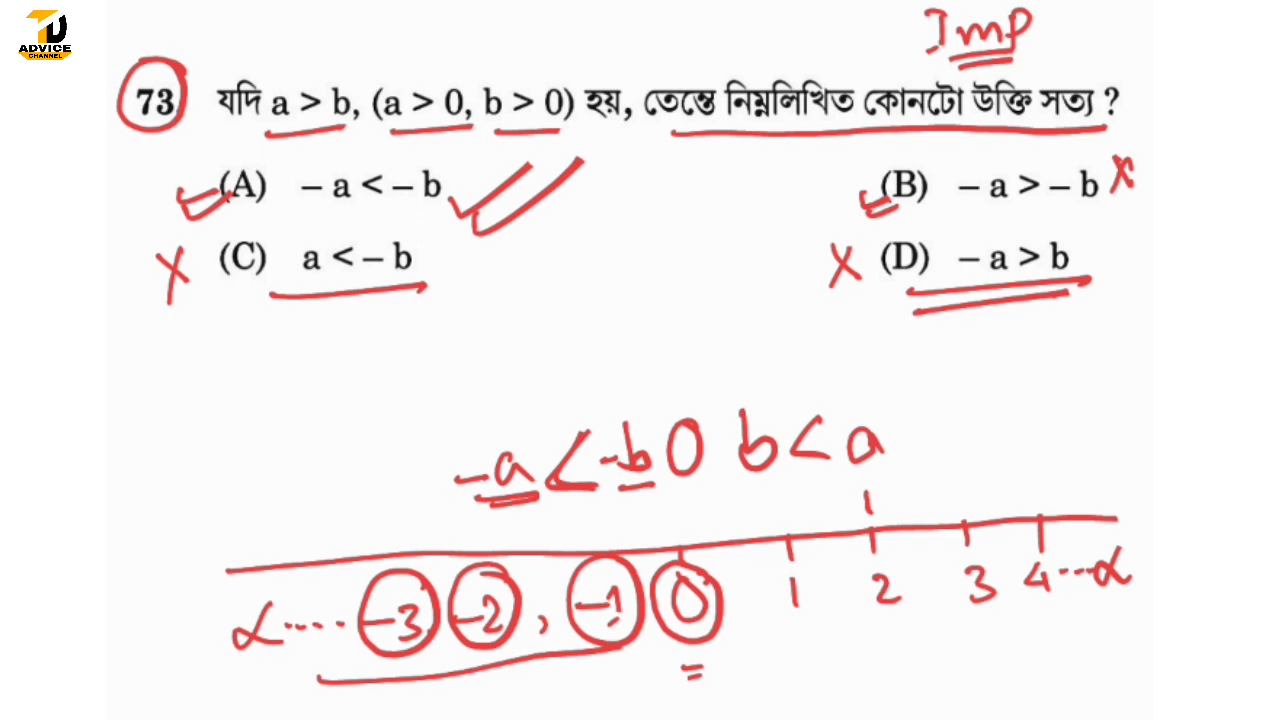 TD
ADVICE
CHANNEL
Imp
73 যদি a > b, (a > 0, b > 0) হয়, তেন্তে নিম্নলিখিত কোনটো উক্তি সত্য ?
(A) – a < – b (B) – a > – b
(C) a < – b (D) – a > b
-a < -b 0 b < a
1 2 3 4 ... α
α .... -3 -2 , -1 0